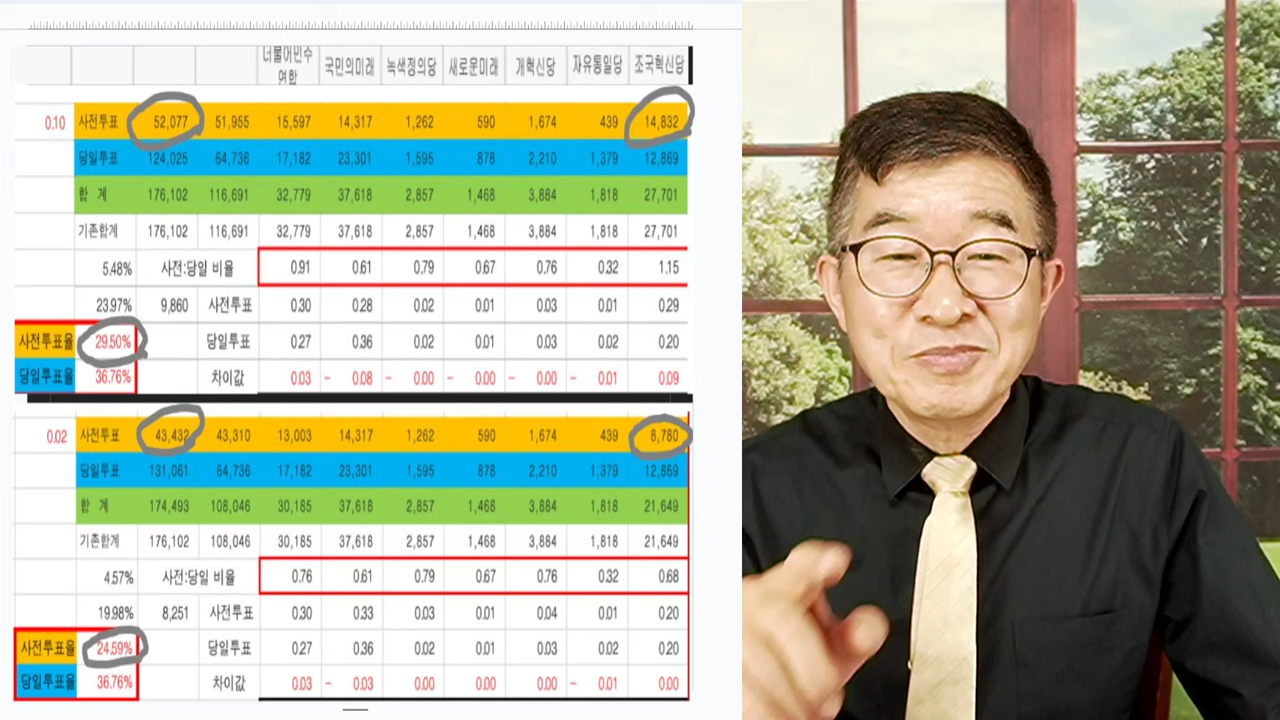 더불어민주연합 국민의미래 녹색정의당 새로운미래 개혁신당 자유통일당 조국혁신당
0.10 사전투표 52,077 51,955 15,597 14,317 1,262 590 1,674 439 14,832
당일투표 124,025 64,736 17,182 23,301 1,595 878 2,210 1,379 12,869
합 계 176,102 116,691 32,779 37,618 2,857 1,468 3,884 1,818 27,701
기존합계 176,102 116,691 32,779 37,618 2,857 1,468 3,884 1,818 27,701
5.48% 사전:당일 비율 0.91 0.61 0.79 0.67 0.76 0.32 1.15
23.97% 9,860 사전투표 0.30 0.28 0.02 0.01 0.03 0.01 0.29
사전투표율 29.50% 당일투표 0.27 0.36 0.02 0.01 0.03 0.02 0.20
당일투표율 36.76% 차이값 0.03 - 0.08 - 0.00 - 0.00 - 0.00 - 0.01 0.09
0.02 사전투표 43,432 43,310 13,003 14,317 1,262 590 1,674 439 8,780
당일투표 131,061 64,736 17,182 23,301 1,595 878 2,210 1,379 12,869
합 계 174,493 108,046 30,185 37,618 2,857 1,468 3,884 1,818 21,649
기존합계 176,102 108,046 30,185 37,618 2,857 1,468 3,884 1,818 21,649
4.57% 사전:당일 비율 0.76 0.61 0.79 0.67 0.76 0.32 0.68
19.98% 8,251 사전투표 0.30 0.33 0.03 0.01 0.04 0.01 0.20
사전투표율 24.59% 당일투표 0.27 0.36 0.02 0.01 0.03 0.02 0.20
당일투표율 36.76% 차이값 0.03 - 0.03 0.00 0.00 0.00 - 0.01 0.00